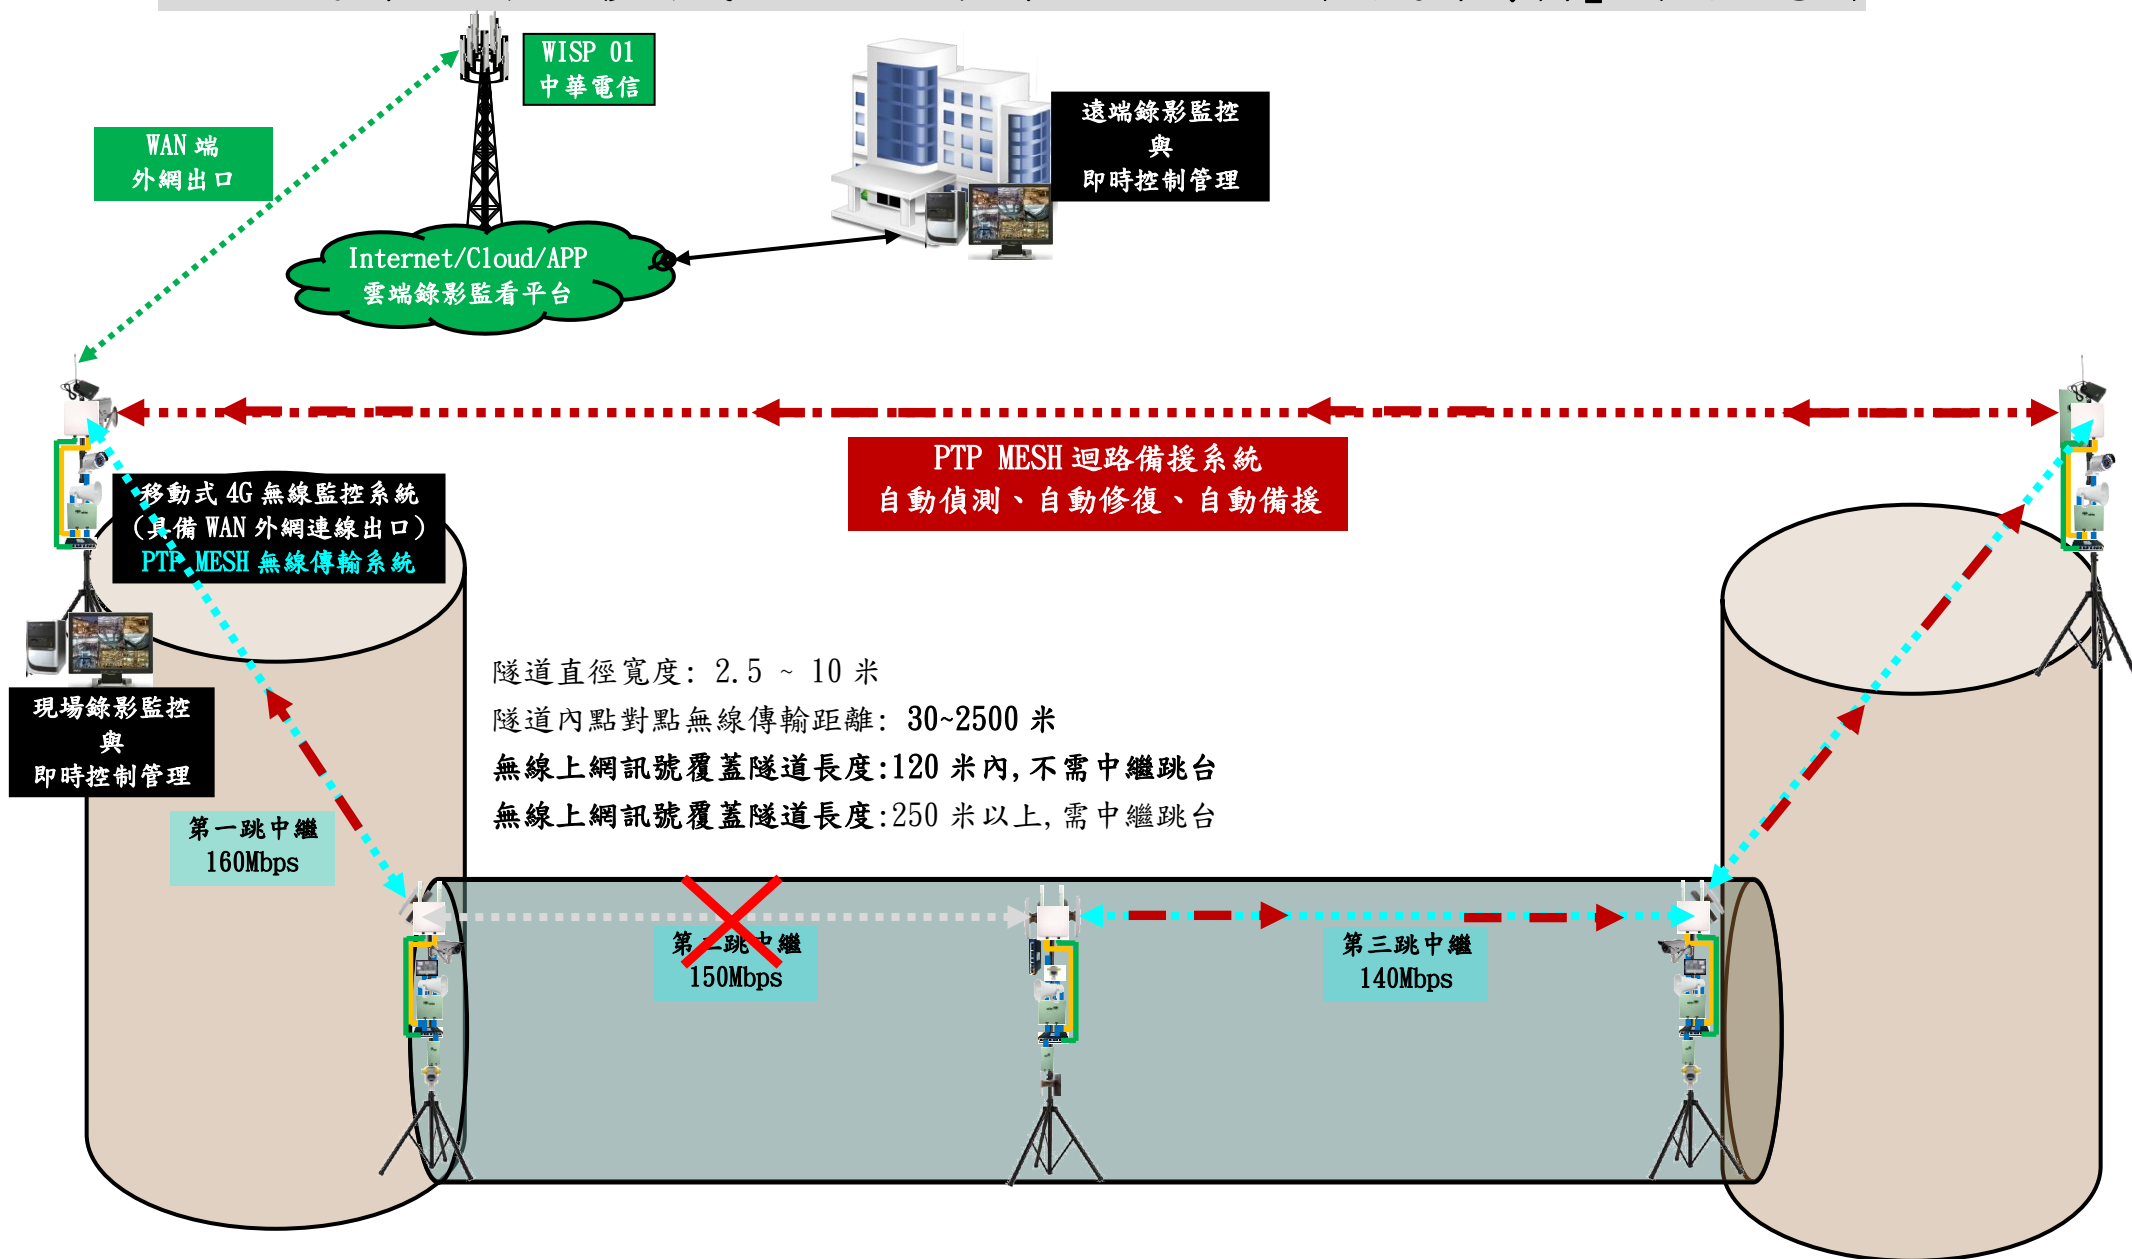 WISP 01
中華電信
WAN 端
外網出口
遠端錄影監控
與
即時控制管理
Internet/Cloud/APP
雲端錄影監看平台
PTP MESH 迴路備援系統
自動偵測、自動修復、自動備援
移動式 4G 無線監控系統
(具備 WAN 外網連線出口)
PTP MESH 無線傳輸系統
現場錄影監控
與
即時控制管理
隧道直徑寬度: 2.5 ~ 10 米
隧道內點對點無線傳輸距離: 30~2500 米
無線上網訊號覆蓋隧道長度:120 米內,不需中繼跳台
無線上網訊號覆蓋隧道長度:250 米以上,需中繼跳台
第一跳中繼
160Mbps
第二跳中繼
150Mbps
第三跳中繼
140Mbps